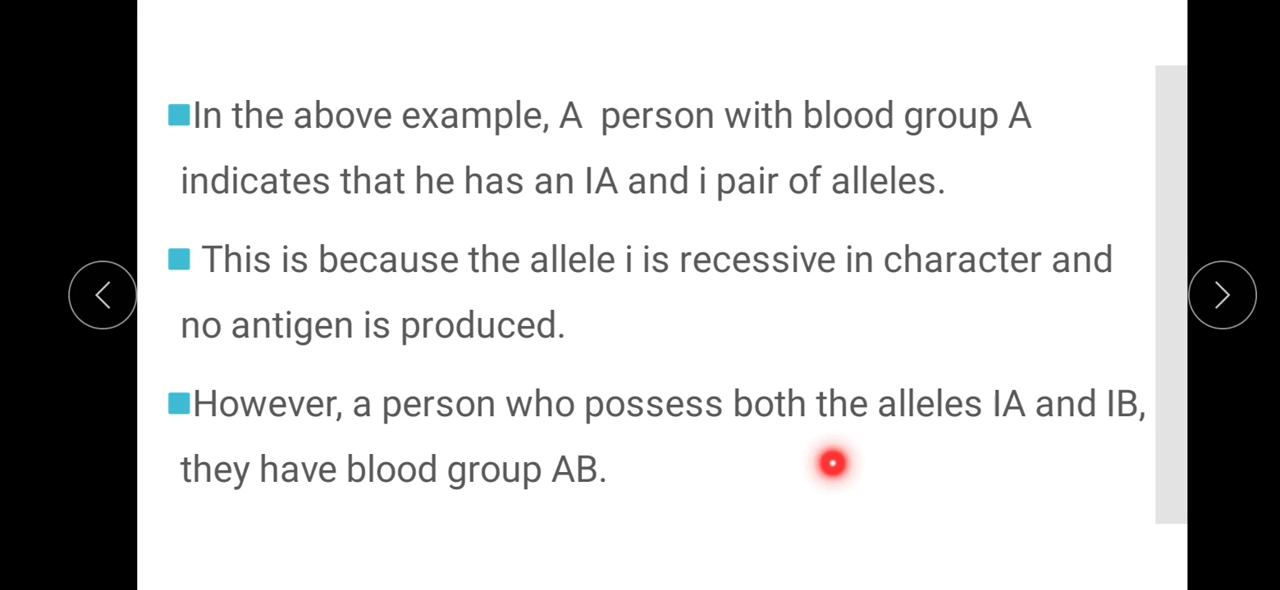 In the above example, A person with blood group A
indicates that he has an IA and i pair of alleles.
This is because the allele i is recessive in character and
no antigen is produced.
However, a person who possess both the alleles IA and IB,
they have blood group AB.